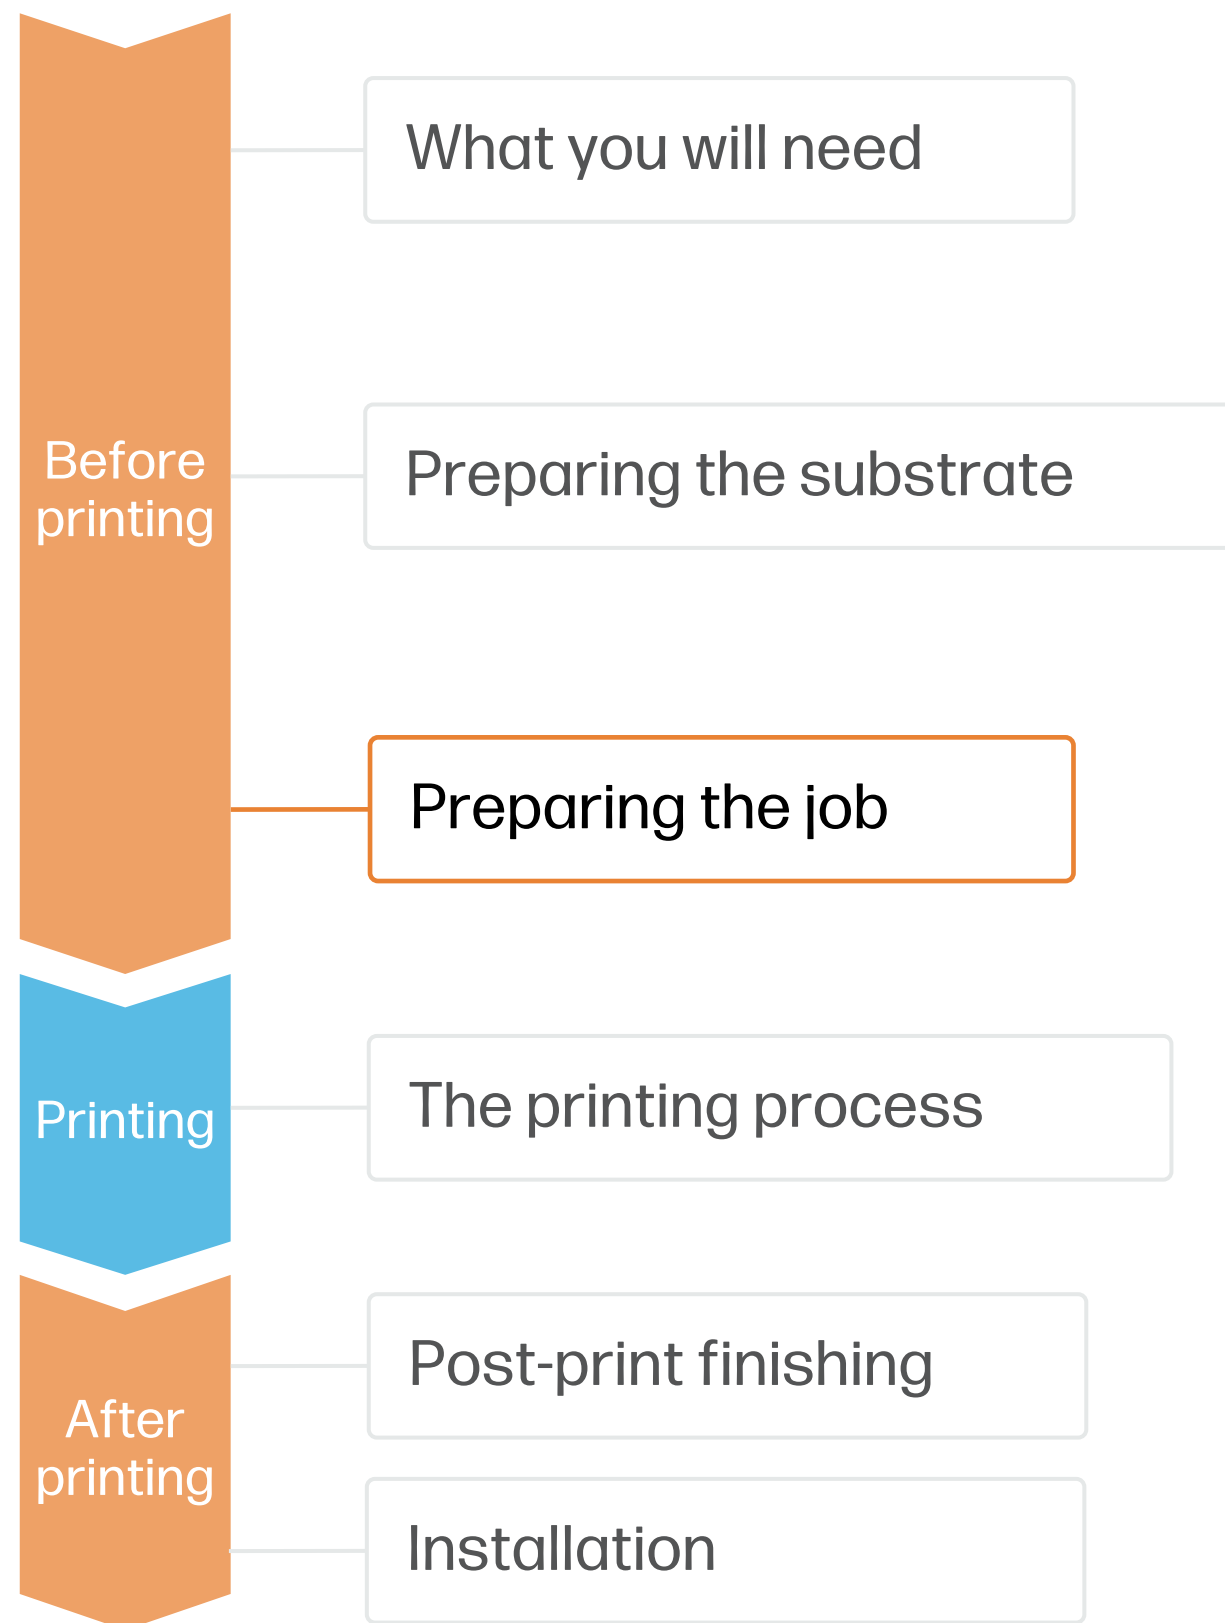 What you will need
Before
printing
Preparing the substrate
Preparing the job
Printing
The printing process
After
printing
Post-print finishing
Installation